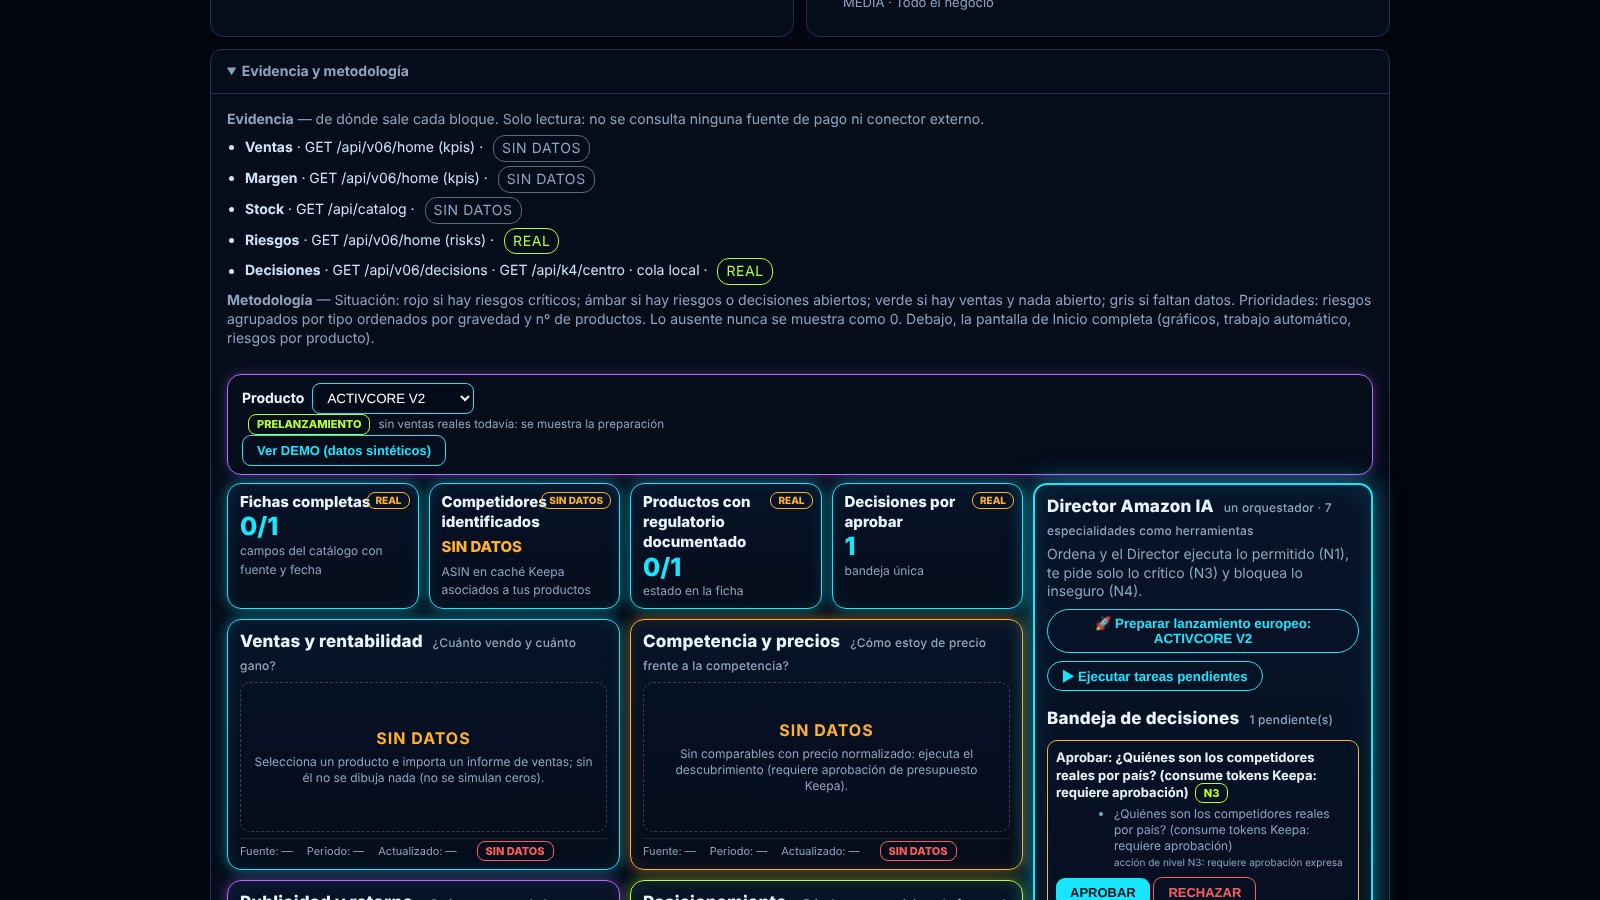 MEDIA · Todo el negocio
▼ Evidencia y metodología
Evidencia — de dónde sale cada bloque. Solo lectura: no se consulta ninguna fuente de pago ni conector externo.
• Ventas · GET /api/v06/home (kpis) · SIN DATOS
• Margen · GET /api/v06/home (kpis) · SIN DATOS
• Stock · GET /api/catalog · SIN DATOS
• Riesgos · GET /api/v06/home (risks) · REAL
• Decisiones · GET /api/v06/decisions · GET /api/k4/centro · cola local · REAL
Metodología — Situación: rojo si hay riesgos críticos; ámbar si hay riesgos o decisiones abiertos; verde si hay ventas y nada abierto; gris si faltan datos. Prioridades: riesgos
agrupados por tipo ordenados por gravedad y nº de productos. Lo ausente nunca se muestra como 0. Debajo, la pantalla de Inicio completa (gráficos, trabajo automático,
riesgos por producto).
Producto ACTIVCORE V2
PRELANZAMIENTO sin ventas reales todavía: se muestra la preparación
Ver DEMO (datos sintéticos)
Fichas completas REAL
0/1
campos del catálogo con
fuente y fecha
Competidores SIN DATOS
identificados
SIN DATOS
ASIN en caché Keepa
asociados a tus productos
Productos con REAL
regulatorio
documentado
0/1
estado en la ficha
Decisiones por REAL
aprobar
1
bandeja única
Ventas y rentabilidad ¿Cuánto vendo y cuánto
gano?
SIN DATOS
Selecciona un producto e importa un informe de ventas; sin
él no se dibuja nada (no se simulan ceros).
Fuente: — Periodo: — Actualizado: — SIN DATOS
Competencia y precios ¿Cómo estoy de precio
frente a la competencia?
SIN DATOS
Sin comparables con precio normalizado: ejecuta el
descubrimiento (requiere aprobación de presupuesto
Keepa).
Fuente: — Periodo: — Actualizado: — SIN DATOS
Director Amazon IA un orquestador · 7
especialidades como herramientas
Ordena y el Director ejecuta lo permitido (N1),
te pide solo lo crítico (N3) y bloquea lo
inseguro (N4).
🚀 Preparar lanzamiento europeo:
ACTIVCORE V2
▶ Ejecutar tareas pendientes
Bandeja de decisiones 1 pendiente(s)
Aprobar: ¿Quiénes son los competidores
reales por país? (consume tokens Keepa:
requiere aprobación) N3
• ¿Quiénes son los competidores reales
por país? (consume tokens Keepa:
requiere aprobación)
acción de nivel N3: requiere aprobación expresa
APROBAR RECHAZAR